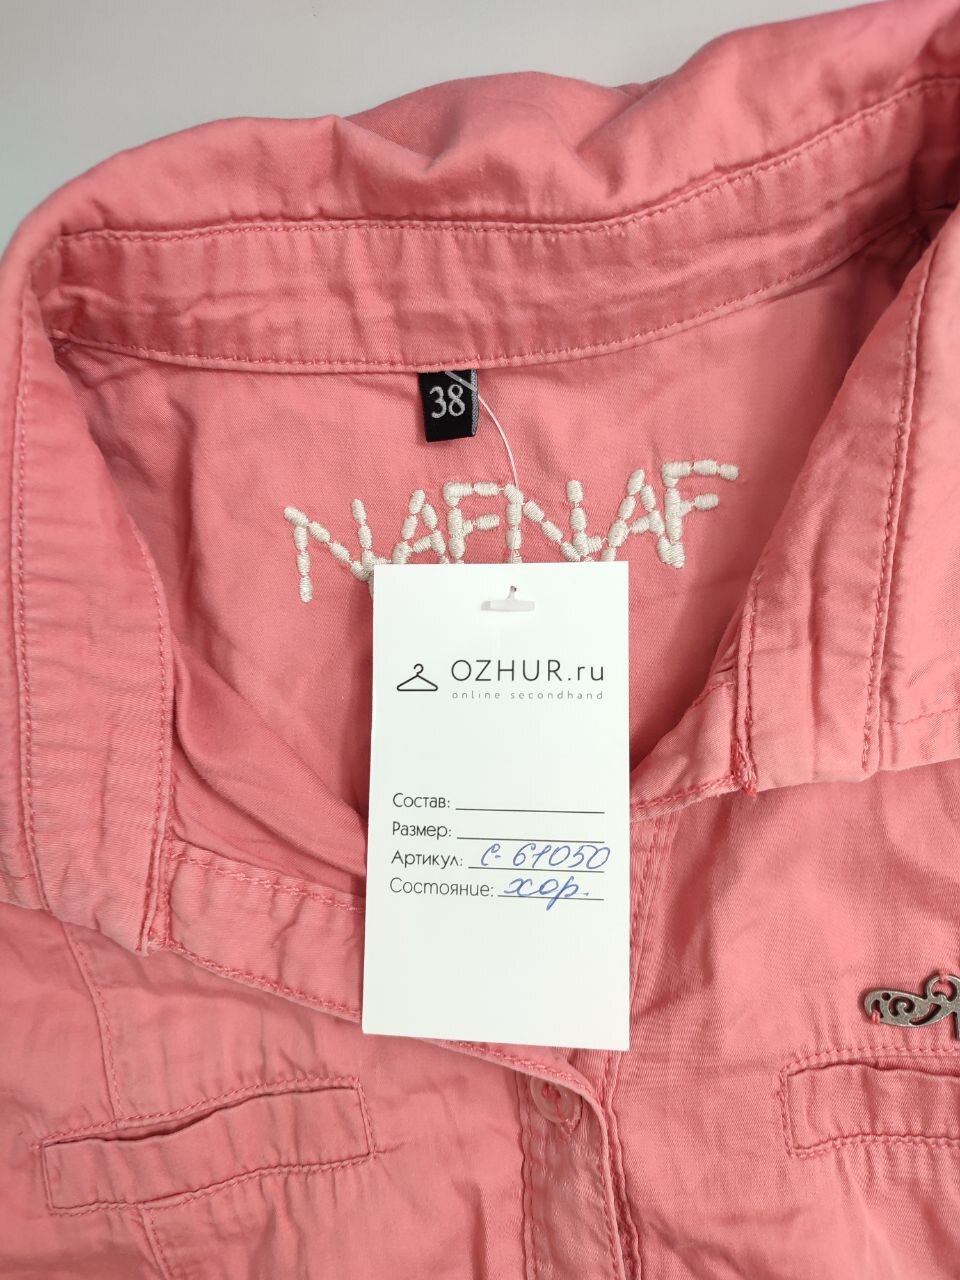 38
NAFNAF
OZHUR.ru
online secondhand
Состав:
Размер:
Артикул: С-61050
Состояние: хор.